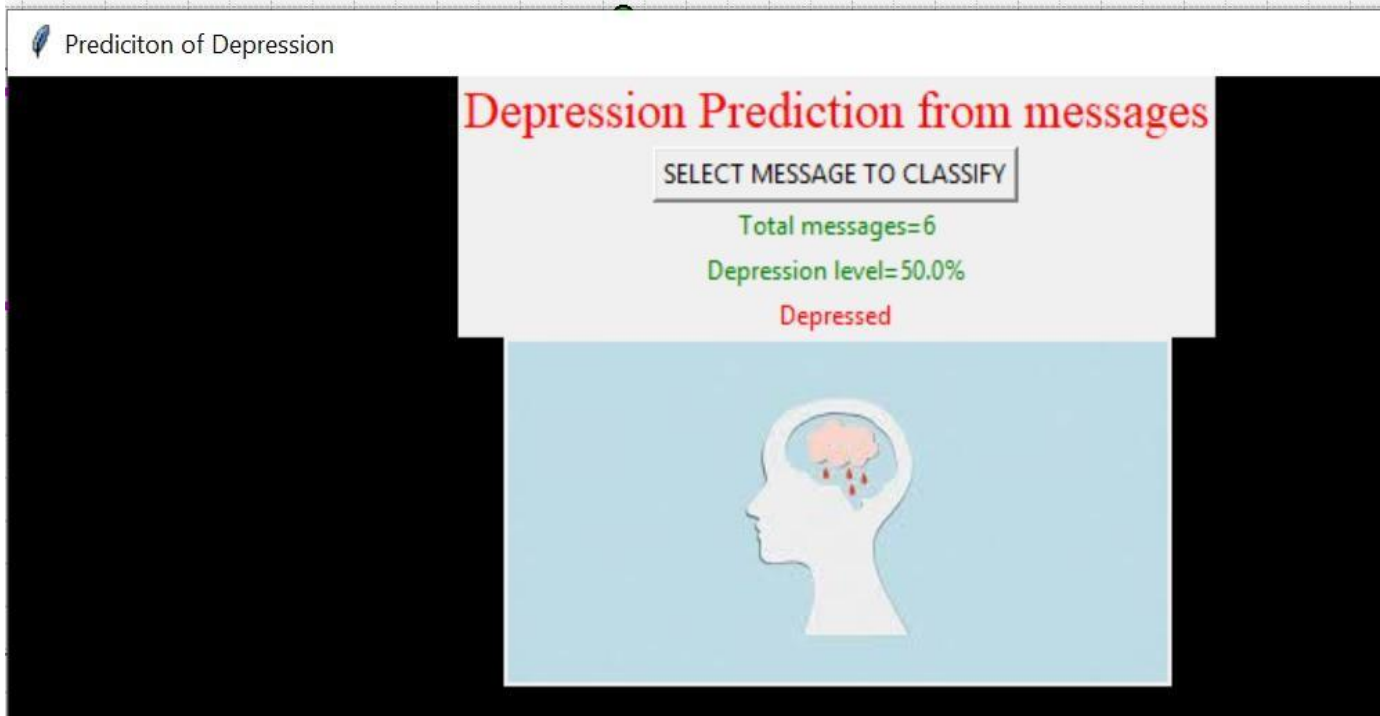 Prediciton of Depression
Depression Prediction from messages
SELECT MESSAGE TO CLASSIFY
Total messages=6
Depression level=50.0%
Depressed